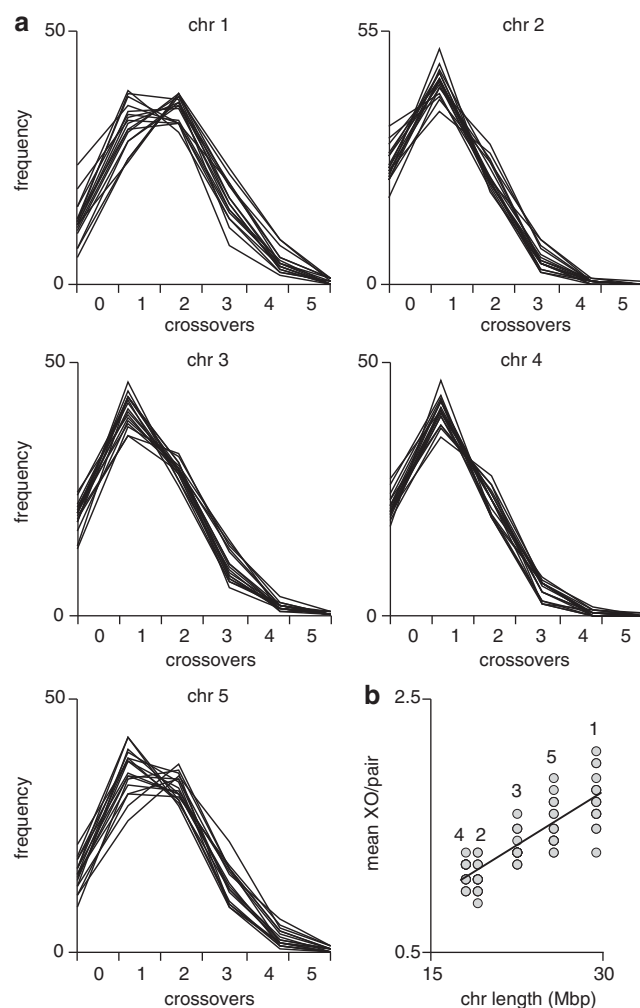 a
chr 1
50
frequency
0
0 1 2 3 4 5
crossovers
chr 2
55
0
0 1 2 3 4 5
crossovers
chr 3
50
frequency
0
0 1 2 3 4 5
crossovers
chr 4
50
0
0 1 2 3 4 5
crossovers
chr 5
50
frequency
0
0 1 2 3 4 5
crossovers
b
2.5
mean XO/pair
4 2
3
5
1
0.5
15 30
chr length (Mbp)